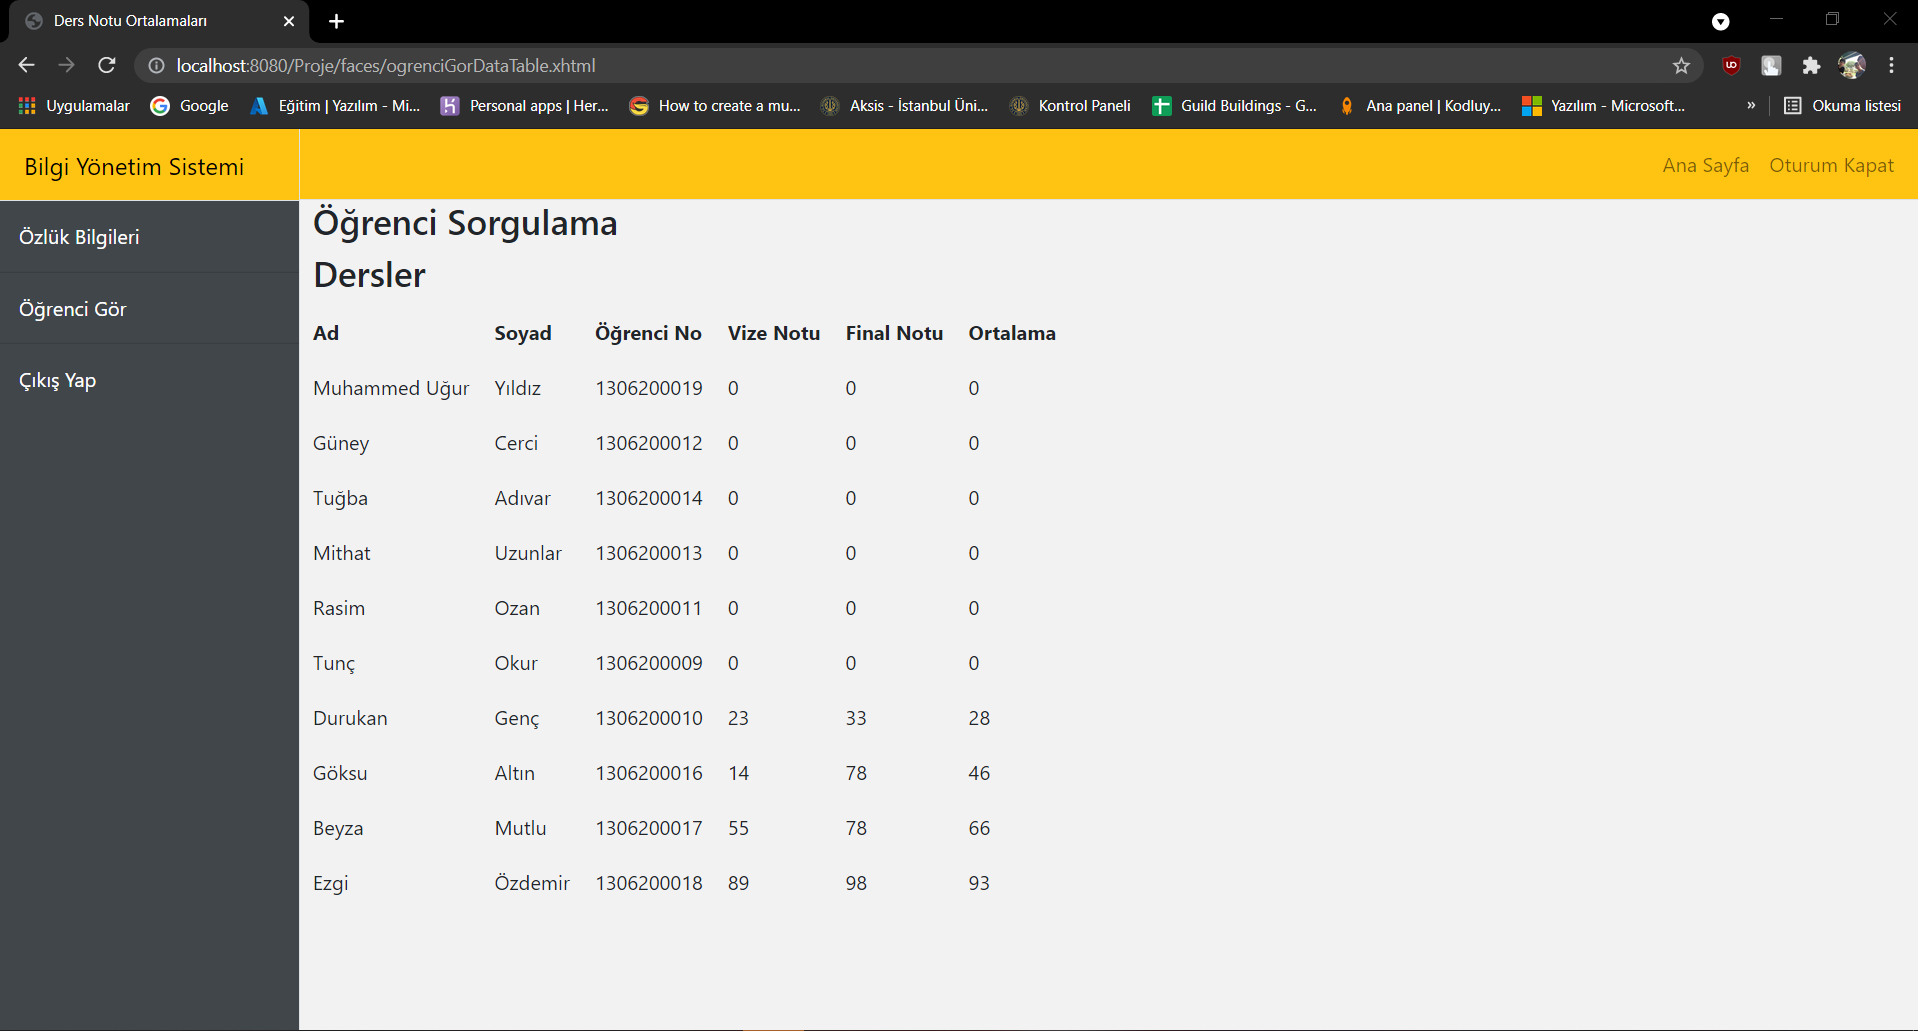 Ders Notu Ortalamaları
localhost:8080/Proje/faces/ogrenciGorDataTable.xhtml
Uygulamalar Google Eğitim | Yazılım - Mi... Personal apps | Her... How to create a mu... Aksis - İstanbul Üni... Kontrol Paneli Guild Buildings - G... Ana panel | Kodluy... Yazılım - Microsoft... » Okuma listesi
Bilgi Yönetim Sistemi Ana Sayfa Oturum Kapat
Özlük Bilgileri
Öğrenci Gör
Çıkış Yap
Öğrenci Sorgulama
Dersler
Ad Soyad Öğrenci No Vize Notu Final Notu Ortalama
Muhammed Uğur Yıldız 1306200019 0 0 0
Güney Cerci 1306200012 0 0 0
Tuğba Adıvar 1306200014 0 0 0
Mithat Uzunlar 1306200013 0 0 0
Rasim Ozan 1306200011 0 0 0
Tunç Okur 1306200009 0 0 0
Durukan Genç 1306200010 23 33 28
Göksu Altın 1306200016 14 78 46
Beyza Mutlu 1306200017 55 78 66
Ezgi Özdemir 1306200018 89 98 93